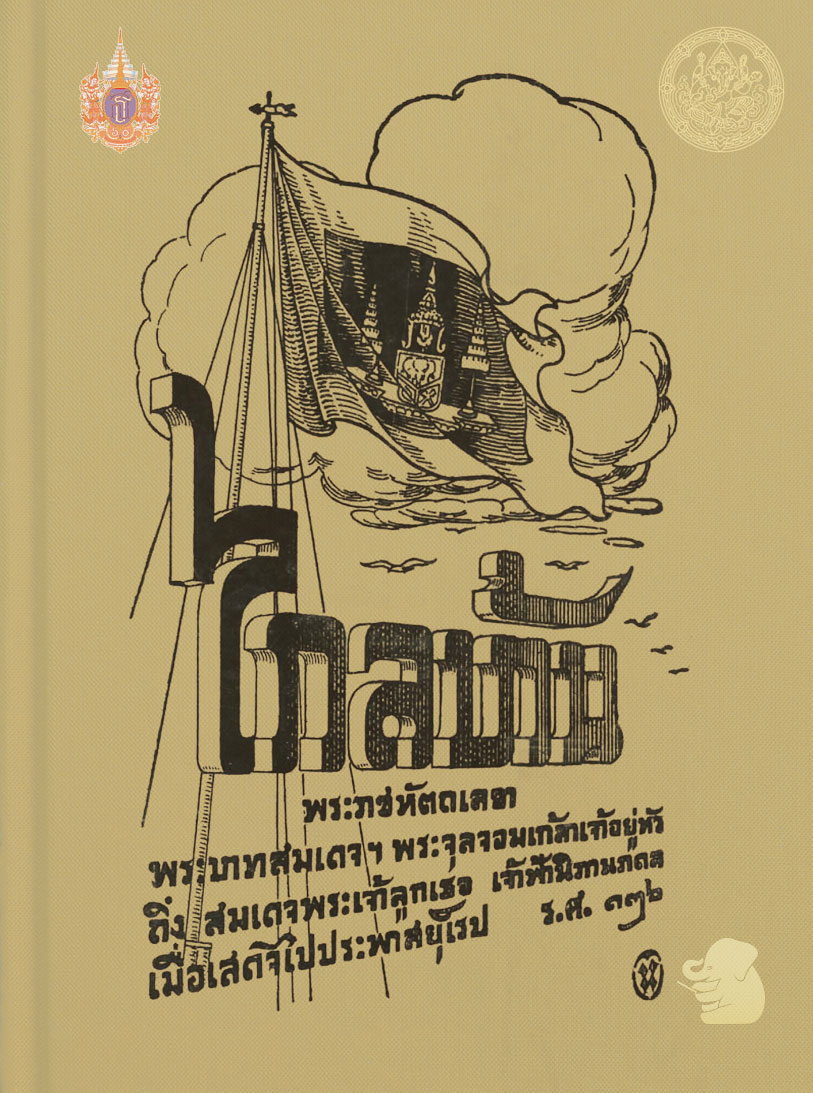 ไกลบ้าน
พระราชหัตถเลขา
พระบาทสมเดจฯ พระจุลจอมเกล้าเจ้าอยู่หัว
ถึง สมเดจพระเจ้าลูกเธอ เจ้าฟ้านิภานภดล
เมื่อเสดจไปประพาสยุโรป ร,ศ, ๑๓๖